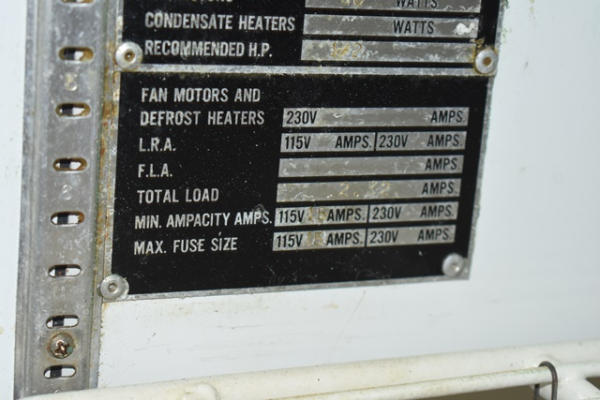 WATTS
CONDENSATE HEATERS WATTS
RECOMMENDED H.P.
FAN MOTORS AND
DEFROST HEATERS 230V AMPS.
L.R.A. 115V AMPS. 230V AMPS.
F.L.A. AMPS.
TOTAL LOAD AMPS.
MIN. AMPACITY AMPS. 115V AMPS. 230V AMPS.
MAX. FUSE SIZE 115V AMPS. 230V AMPS.